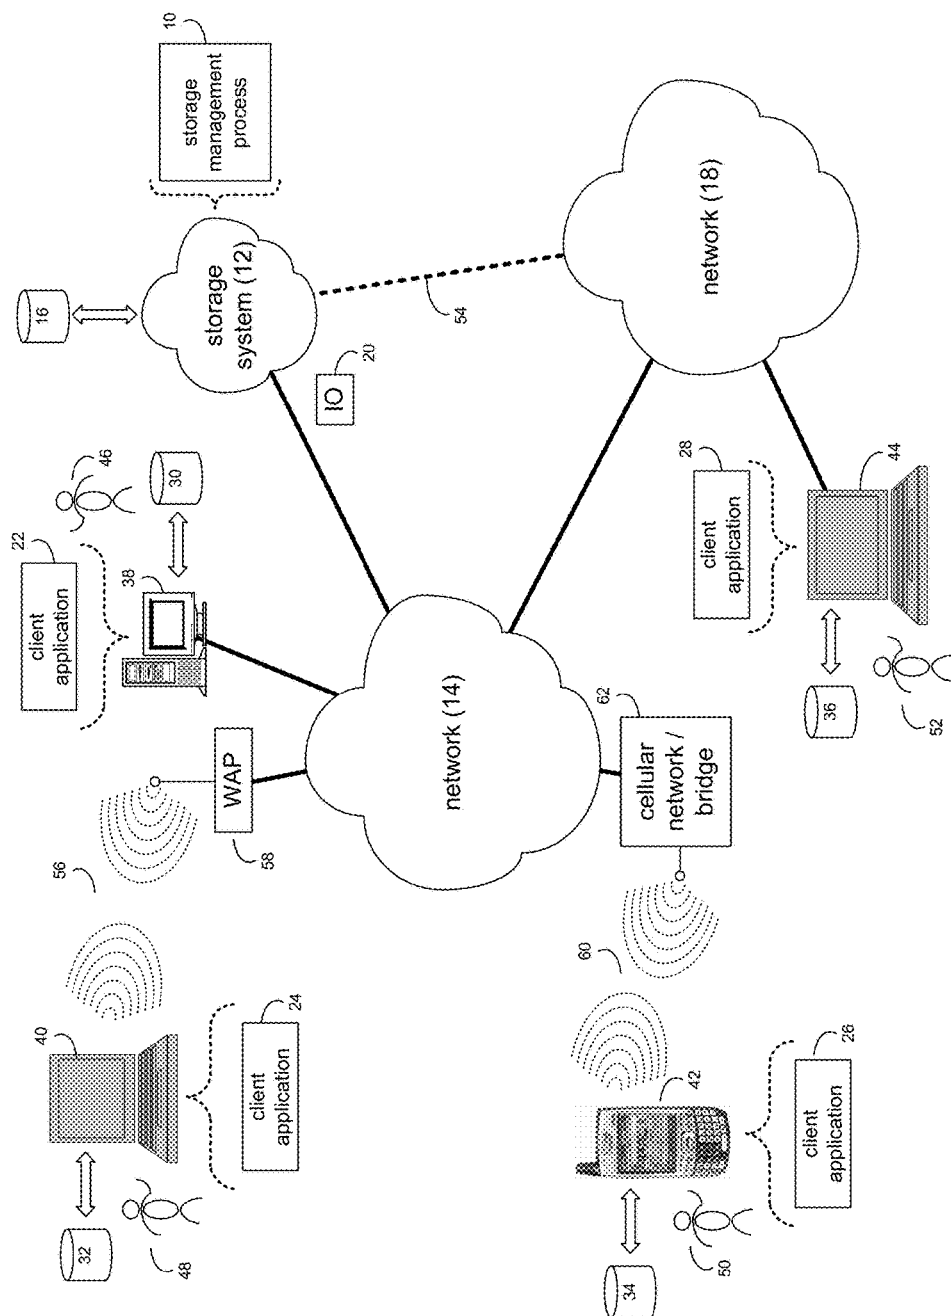 32
40
56
client
application
22
16
48
38
46
30
storage
management
process
10
WAP
58
client
application
24
storage
system (12)
IO
20
network (14)
54
34
60
62
cellular
network /
bridge
42
50
client
application
28
network (18)
client
application
26
36
44
52